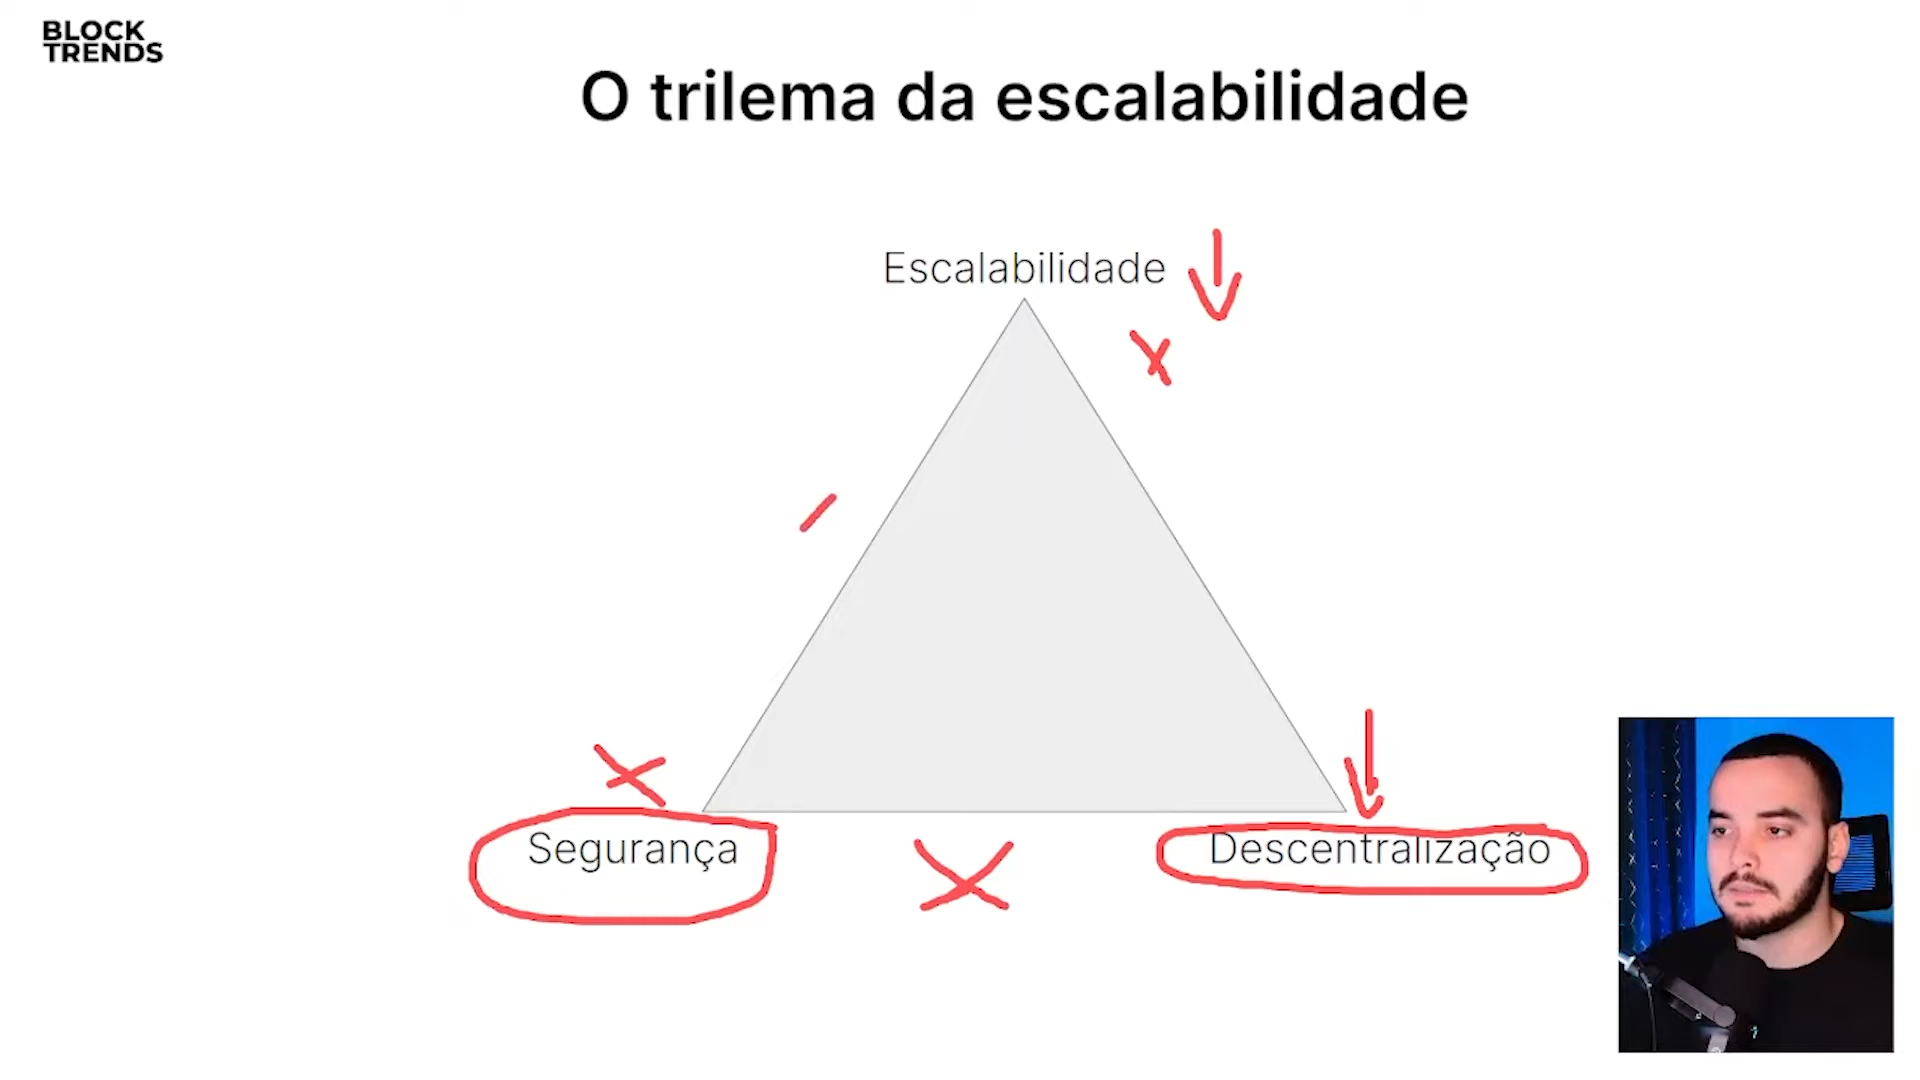 BLOCK
TRENDS
O trilema da escalabilidade
Escalabilidade
Segurança
Descentralização